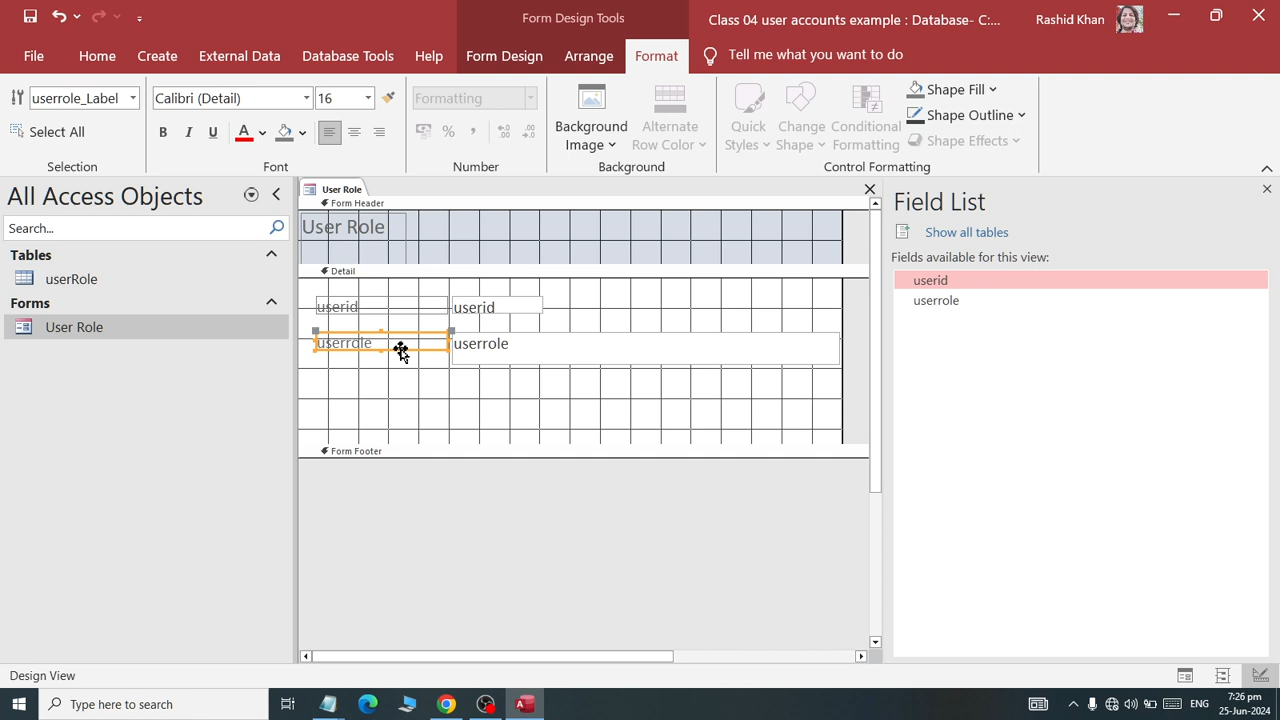 Form Design Tools
Class 04 user accounts example : Database- C:...
Rashid Khan
File
Home
Create
External Data
Database Tools
Help
Form Design
Arrange
Format
Tell me what you want to do
userrole_Label
Select All
Selection
Calibri (Detail)
16
B
I
U
A
Font
Formatting
%
Number
Background
Image
Alternate
Row Color
Background
Quick
Styles
Change
Shape
Conditional
Formatting
Shape Fill
Shape Outline
Shape Effects
Control Formatting
All Access Objects
Search...
Tables
userRole
Forms
User Role
User Role
Form Header
User Role
Detail
userid
userid
userrole
userrole
Form Footer
Field List
Show all tables
Fields available for this view:
userid
userrole
Design View
Type here to search
ENG
7:26 pm
25-Jun-2024